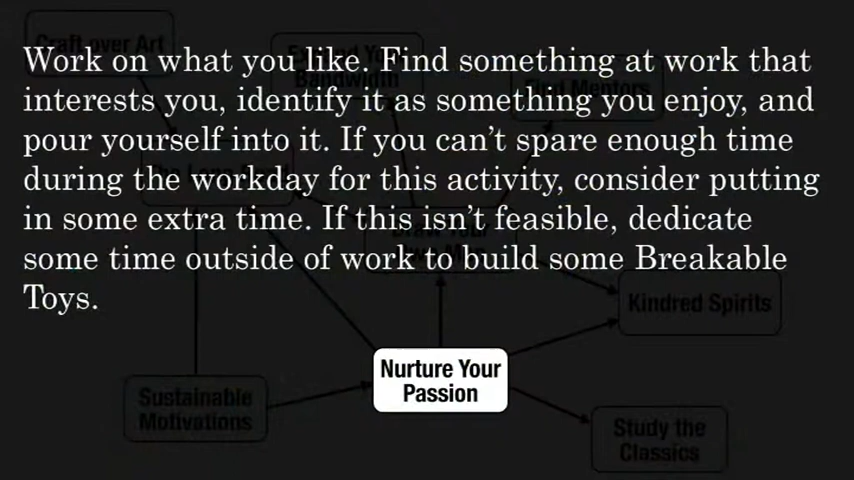 Craft over Art
Work on what you like. Find something at work that
interests you, identify it as something you enjoy, and
pour yourself into it. If you can’t spare enough time
during the workday for this activity, consider putting
in some extra time. If this isn’t feasible, dedicate
some time outside of work to build some Breakable
Toys.
Kindred Spirits
Nurture Your
Passion
Sustainable
Motivations
Study the
Classics